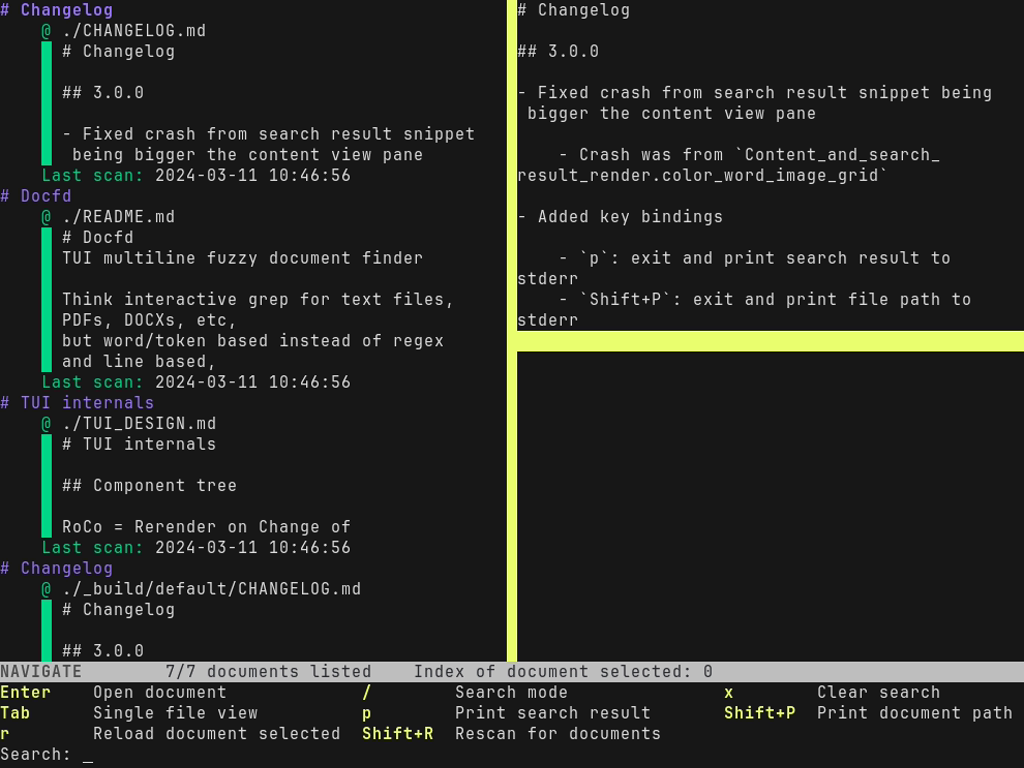 # Changelog
@ ./CHANGELOG.md
# Changelog
## 3.0.0
- Fixed crash from search result snippet
being bigger the content view pane
Last scan: 2024-03-11 10:46:56
# Docfd
@ ./README.md
# Docfd
TUI multiline fuzzy document finder
Think interactive grep for text files,
PDFs, DOCXs, etc,
but word/token based instead of regex
and line based,
Last scan: 2024-03-11 10:46:56
# TUI internals
@ ./TUI_DESIGN.md
# TUI internals
## Component tree
RoCo = Rerender on Change of
Last scan: 2024-03-11 10:46:56
# Changelog
@ ./_build/default/CHANGELOG.md
# Changelog
## 3.0.0
# Changelog
## 3.0.0
- Fixed crash from search result snippet being
bigger the content view pane
- Crash was from `Content_and_search_
result_render.color_word_image_grid`
- Added key bindings
- `p`: exit and print search result to
stderr
- `Shift+P`: exit and print file path to
stderr
NAVIGATE 7/7 documents listed Index of document selected: 0
Enter Open document / Search mode x Clear search
Tab Single file view p Print search result Shift+P Print document path
r Reload document selected Shift+R Rescan for documents
Search: _